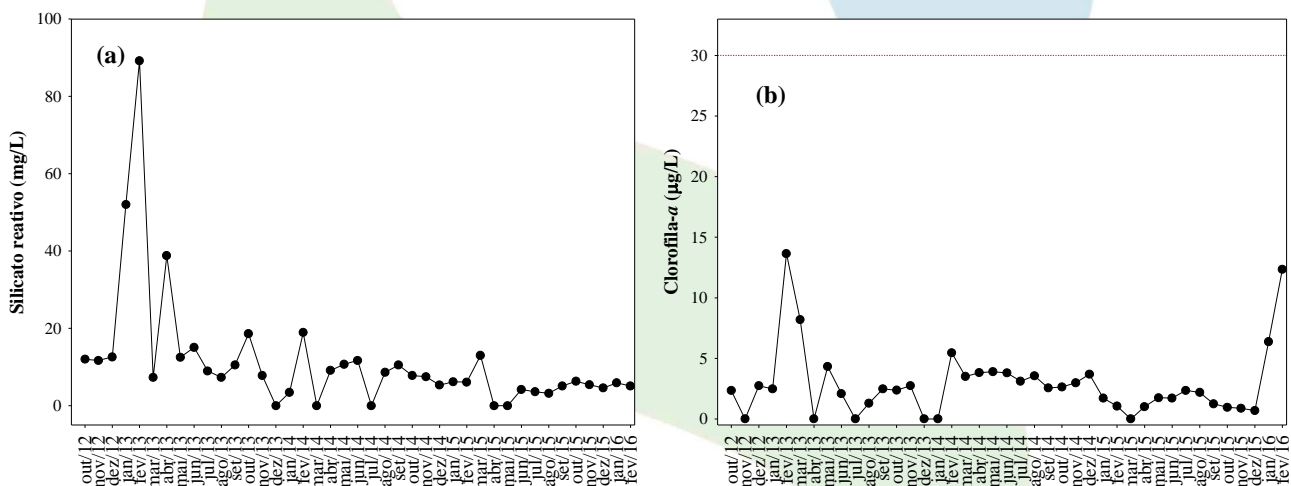 (a)
Silicato reativo (mg/L)
100
80
60
40
20
0
out/12
nov/12
dez/12
jan/13
fev/13
mar/13
abr/13
mai/13
jun/13
jul/13
ago/13
set/13
out/13
nov/13
dez/13
jan/14
fev/14
mar/14
abr/14
mai/14
jun/14
jul/14
ago/14
set/14
out/14
nov/14
dez/14
jan/15
fev/15
mar/15
abr/15
mai/15
jun/15
jul/15
ago/15
set/15
out/15
nov/15
dez/15
jan/16
fev/16
(b)
Clorofila-a (µg/L)
30
25
20
15
10
5
0
out/12
nov/12
dez/12
jan/13
fev/13
mar/13
abr/13
mai/13
jun/13
jul/13
ago/13
set/13
out/13
nov/13
dez/13
jan/14
fev/14
mar/14
abr/14
mai/14
jun/14
jul/14
ago/14
set/14
out/14
nov/14
dez/14
jan/15
fev/15
mar/15
abr/15
mai/15
jun/15
jul/15
ago/15
set/15
out/15
nov/15
dez/15
jan/16
fev/16